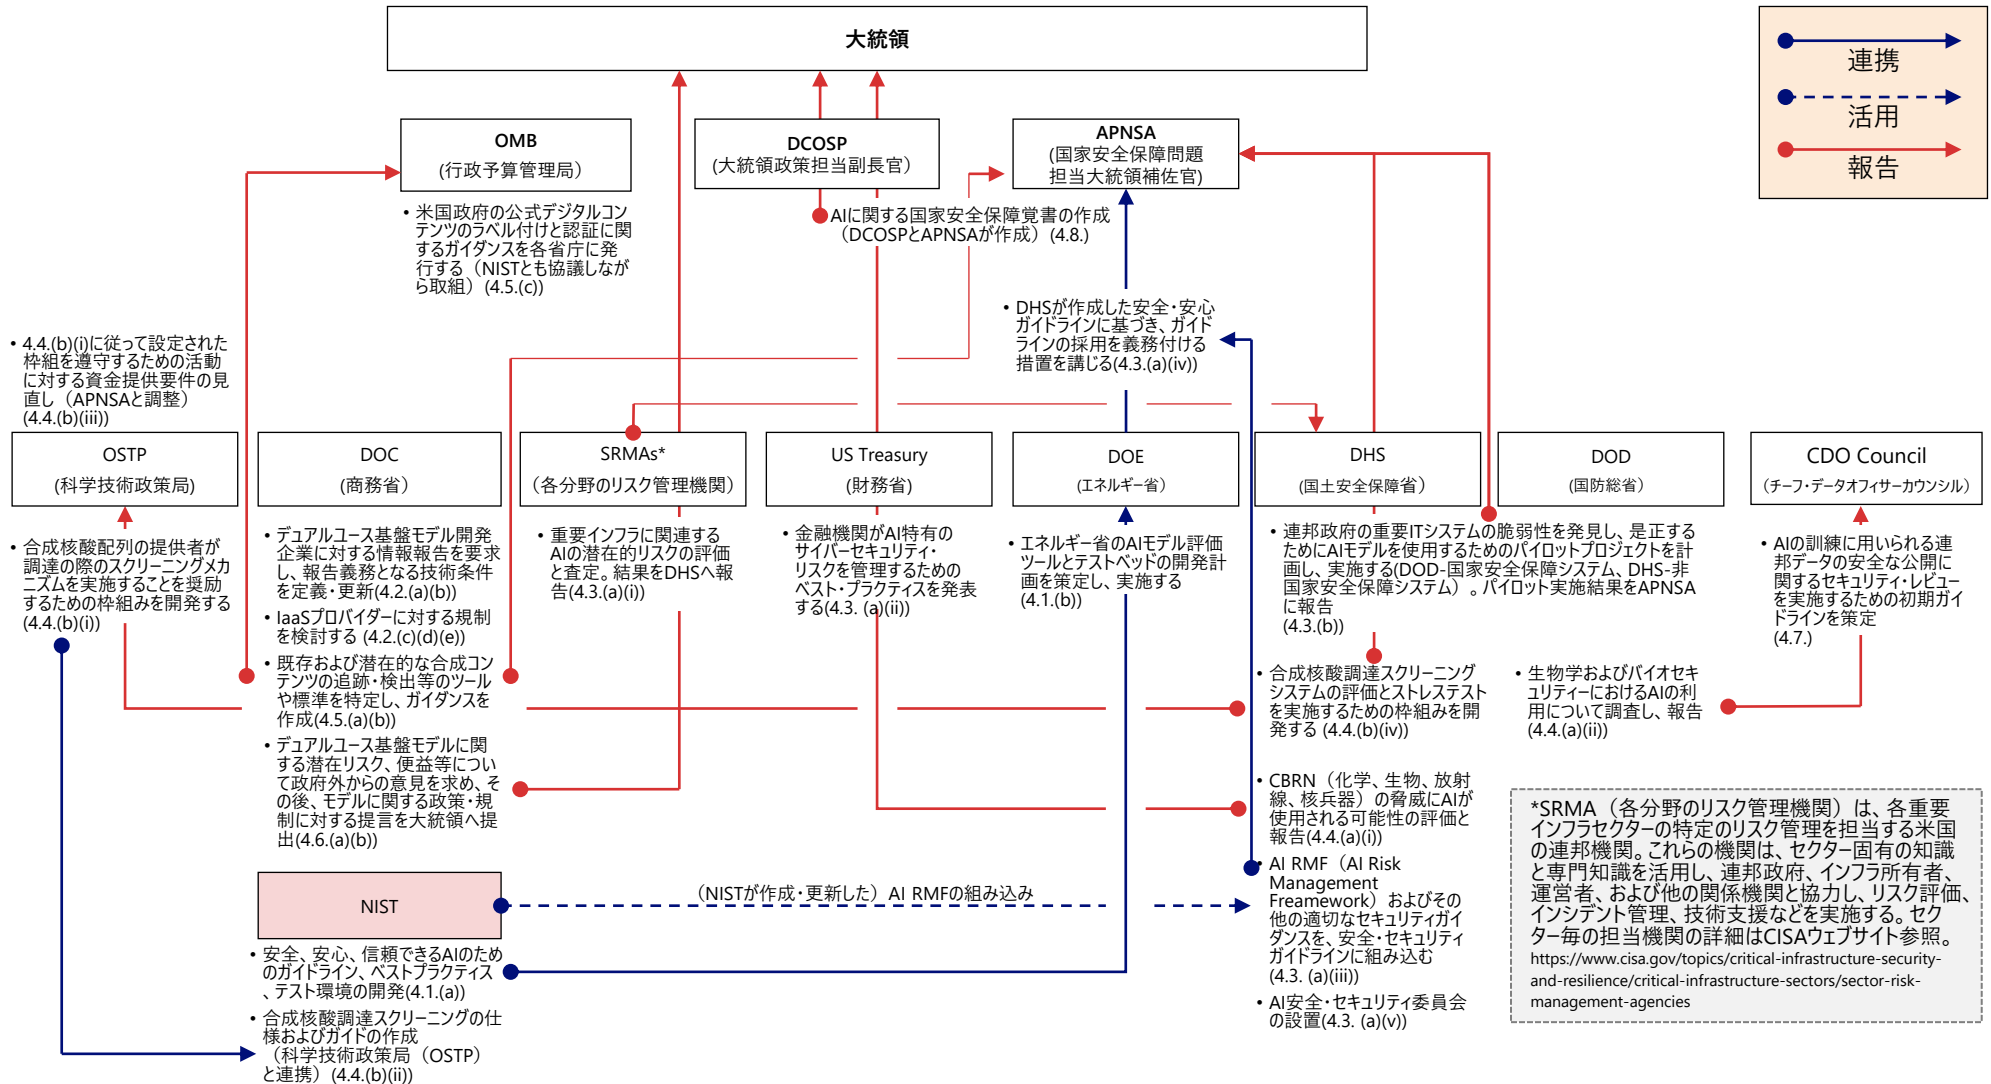 大統領
連携
活用
報告
OMB
(行政予算管理局)
DCOSP
(大統領政策担当副長官)
APNSA
(国家安全保障問題
担当大統領補佐官)
• 米国政府の公式デジタルコン
テンツのラベル付けと認証に関
するガイダンスを各省庁に発
行する（NISTとも協議しなが
ら取組）(4.5.(c))
AIに関する国家安全保障覚書の作成
（DCOSPとAPNSAが作成）(4.8.)
• DHSが作成した安全・安心
ガイドラインに基づき、ガイド
ラインの採用を義務付ける
措置を講じる(4.3.(a)(iv))
• 4.4.(b)(i)に従って設定された
枠組を遵守するための活動
に対する資金提供要件の見
直し（APNSAと調整）
(4.4.(b)(iii))
OSTP
(科学技術政策局)
DOC
(商務省)
SRMAs*
(各分野のリスク管理機関)
US Treasury
(財務省)
DOE
(エネルギー省)
DHS
(国土安全保障省)
DOD
(国防総省)
CDO Council
(チーフ・データオフィサーカウンシル)
• 合成核酸配列の提供者が
調達の際のスクリーニングメカ
ニズムを実施することを奨励
するための枠組みを開発する
(4.4.(b)(i))
• デュアルユース基盤モデル開発
企業に対する情報報告を要求
し、報告義務となる技術条件
を定義・更新(4.2.(a)(b))
• IaaSプロバイダーに対する規制
を検討する (4.2.(c)(d)(e))
• 既存および潜在的な合成コン
テンツの追跡・検出等のツール
や標準を特定し、ガイダンスを
作成(4.5.(a)(b))
• デュアルユース基盤モデルに関
する潜在リスク、便益等につい
て政府外からの意見を求め、そ
の後、モデルに関する政策・規
制に対する提言を大統領へ提
出(4.6.(a)(b))
• 重要インフラに関連する
AIの潜在的リスクの評価
と査定。結果をDHSへ報
告(4.3.(a)(i))
• 金融機関がAI特有の
サイバーセキュリティ・
リスクを管理するための
ベスト・プラクティスを発表
する(4.3. (a)(ii))
• エネルギー省のAIモデル評価
ツールとテストベッドの開発計
画を策定し、実施する
(4.1.(b))
• 連邦政府の重要ITシステムの脆弱性を発見し、是正する
ためにAIモデルを使用するためのパイロットプロジェクトを計
画し、実施する(DOD-国家安全保障システム、DHS-非
国家安全保障システム）。パイロット実施結果をAPNSA
に報告
(4.3.(b))
• AIの訓練に用いられる連
邦データの安全な公開に
関するセキュリティ・レビュー
を実施するための初期ガイ
ドラインを策定
(4.7.)
• 合成核酸調達スクリーニング
システムの評価とストレステスト
を実施するための枠組みを開
発する (4.4.(b)(iv))
• 生物学およびバイオセキ
ュリティーにおけるAIの利
用について調査し、報告
(4.4.(a)(ii))
• CBRN（化学、生物、放射
線、核兵器）の脅威にAIが
使用される可能性の評価と
報告(4.4.(a)(i))
• AI RMF（AI Risk
Management
Freamework）およびその
他の適切なセキュリティガイ
ダンスを、安全・セキュリティ
ガイドラインに組み込む
(4.3. (a)(iii))
• AI安全・セキュリティ委員会
の設置(4.3. (a)(v))
NIST
（NISTが作成・更新した）AI RMFの組み込み
• 安全、安心、信頼できるAIのため
のガイドライン、ベストプラクティス
、テスト環境の開発(4.1.(a))
• 合成核酸調達スクリーニングの仕
様およびガイドの作成
（科学技術政策局（OSTP）
と連携）(4.4.(b)(ii))
*SRMA（各分野のリスク管理機関）は、各重要
インフラセクターの特定のリスク管理を担当する米国
の連邦機関。これらの機関は、セクター固有の知識
と専門知識を活用し、連邦政府、インフラ所有者、
運営者、および他の関係機関と協力し、リスク評価、
インシデント管理、技術支援などを実施する。セク
ター毎の担当機関の詳細はCISAウェブサイト参照。
https://www.cisa.gov/topics/critical-infrastructure-security-
and-resilience/critical-infrastructure-sectors/sector-risk-
management-agencies